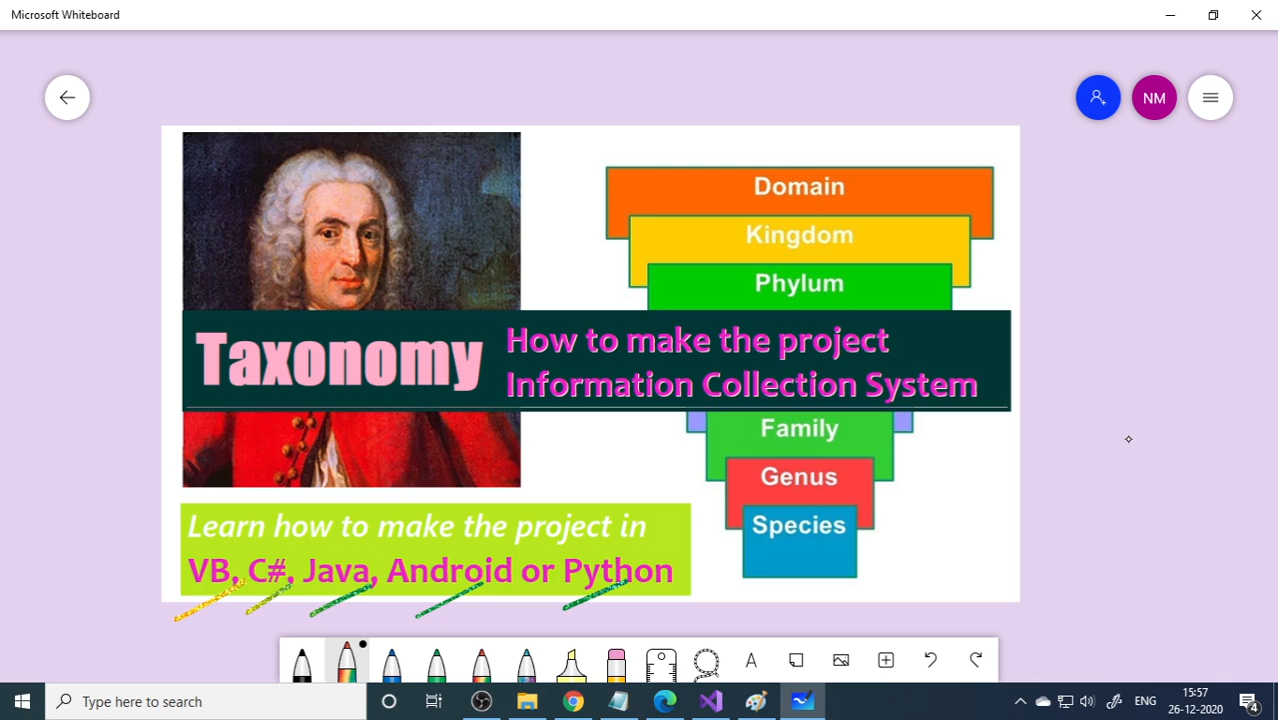 Microsoft Whiteboard
NM
Domain
Kingdom
Phylum
Taxonomy
How to make the project
Information Collection System
Family
Genus
Species
Learn how to make the project in
VB, C#, Java, Android or Python
A
Type here to search
ENG
15:57
26-12-2020
4